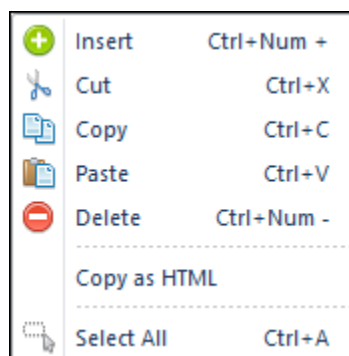 Insert Ctrl+Num +
Cut Ctrl+X
Copy Ctrl+C
Paste Ctrl+V
Delete Ctrl+Num -
Copy as HTML
Select All Ctrl+A